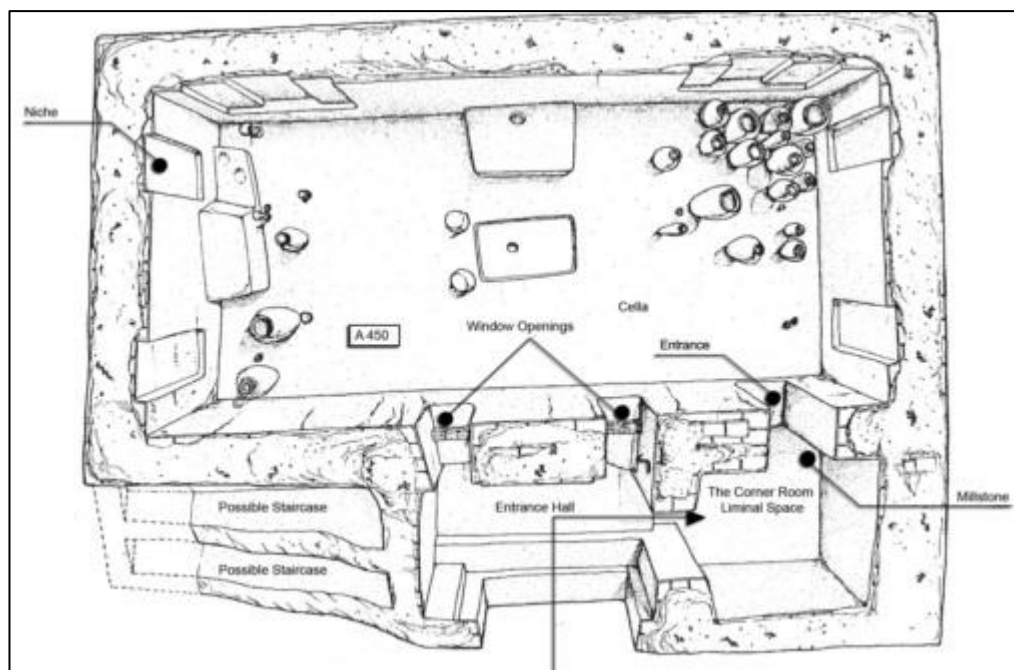 Niche
Cella
A 450
Window Openings
Entrance
Possible Staircase
Entrance Hall
The Corner Room
Liminal Space
Millstone
Possible Staircase